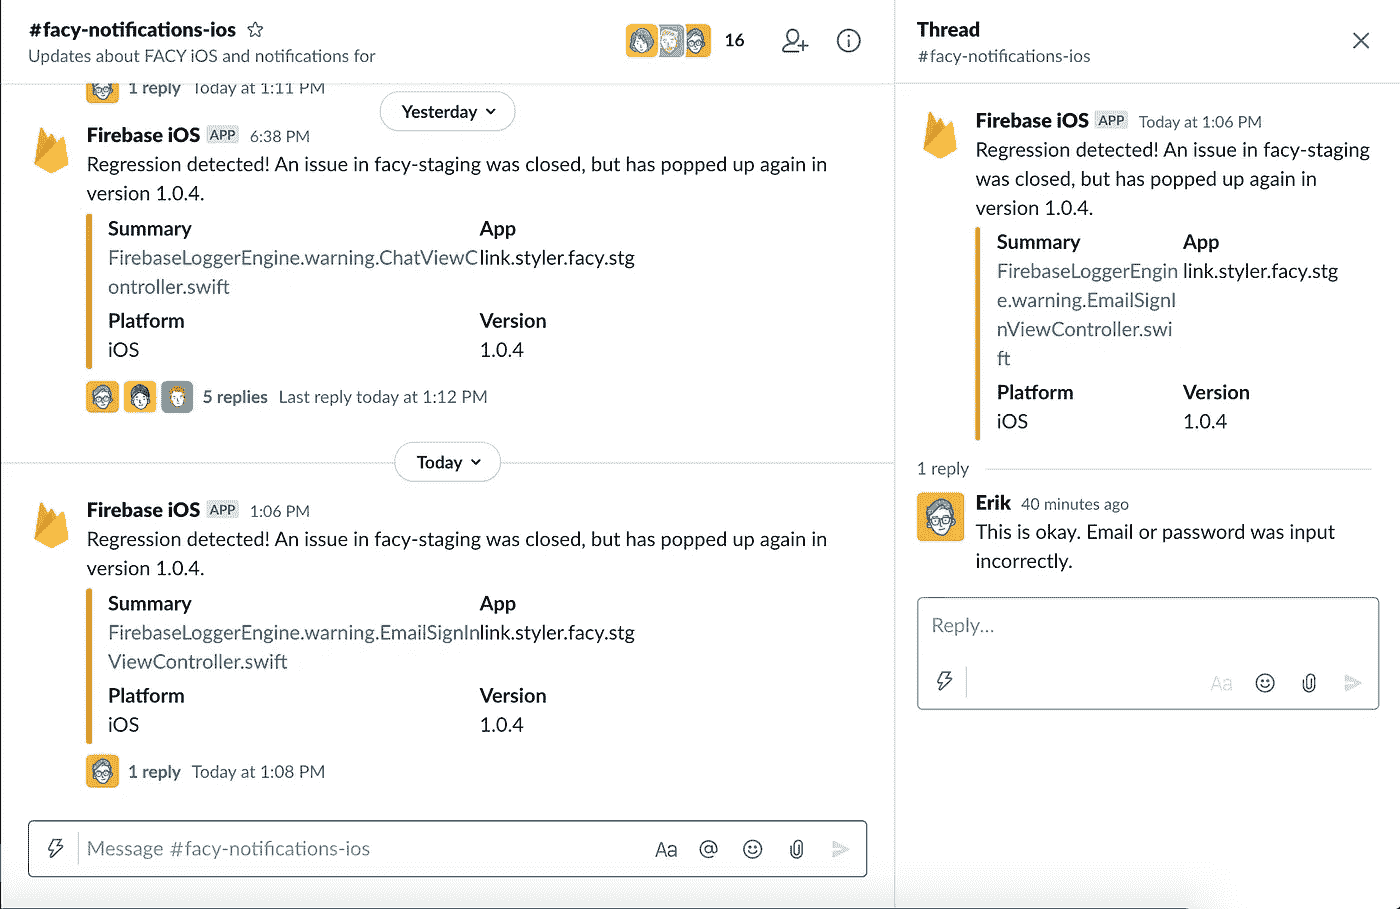 #facy-notifications-ios
Updates about FACY iOS and notifications for
16
1 reply Today at 1:11 PM
Yesterday
Firebase iOS APP 6:38 PM
Regression detected! An issue in facy-staging was closed, but has popped up again in
version 1.0.4.
Summary App
FirebaseLoggerEngine.warning.ChatViewC link.styler.facy.stg
ontroller.swift
Platform Version
iOS 1.0.4
5 replies Last reply today at 1:12 PM
Today
Firebase iOS APP 1:06 PM
Regression detected! An issue in facy-staging was closed, but has popped up again in
version 1.0.4.
Summary App
FirebaseLoggerEngine.warning.EmailSignIn link.styler.facy.stg
ViewController.swift
Platform Version
iOS 1.0.4
1 reply Today at 1:08 PM
Message #facy-notifications-ios
Aa @
Thread
#facy-notifications-ios
Firebase iOS APP Today at 1:06 PM
Regression detected! An issue in facy-staging
was closed, but has popped up again in
version 1.0.4.
Summary App
FirebaseLoggerEngin link.styler.facy.stg
e.warning.EmailSignI
nViewController.swi
ft
Platform Version
iOS 1.0.4
1 reply
Erik 40 minutes ago
This is okay. Email or password was input
incorrectly.
Reply...
Aa